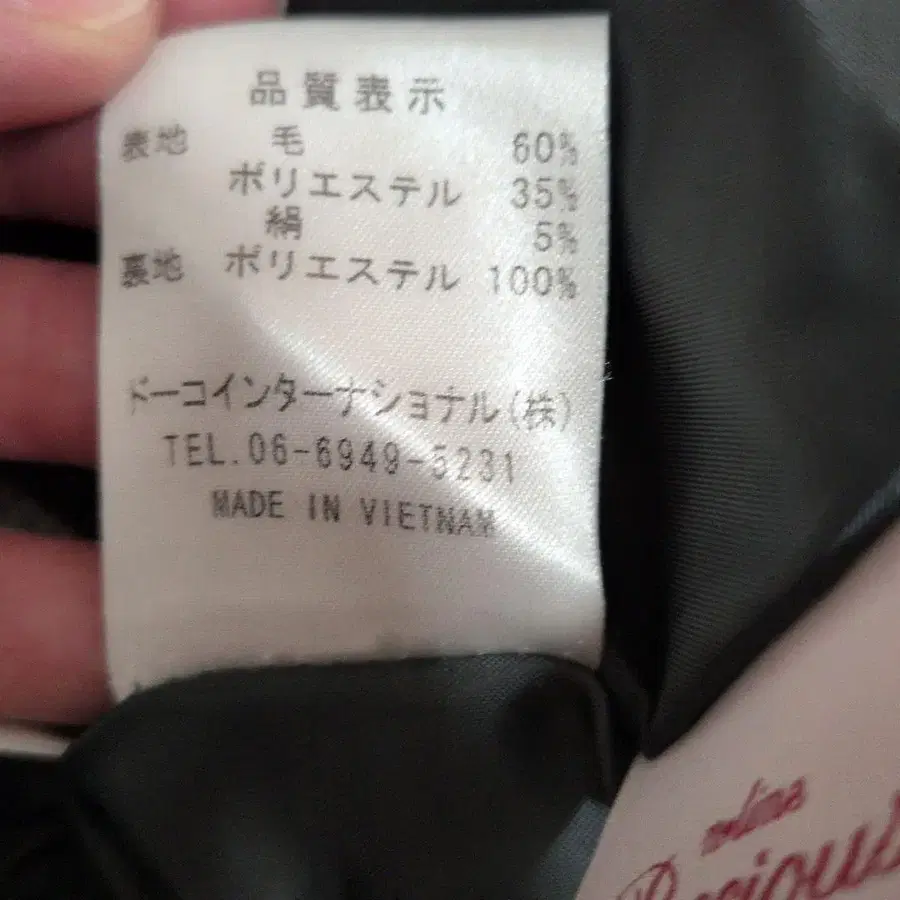 品質表示
表地 毛 60%
ポリエステル 35%
絹 5%
裏地 ポリエステル 100%
ドーコインターナショナル(株)
TEL.06-6949-5231
MADE IN VIETNAM